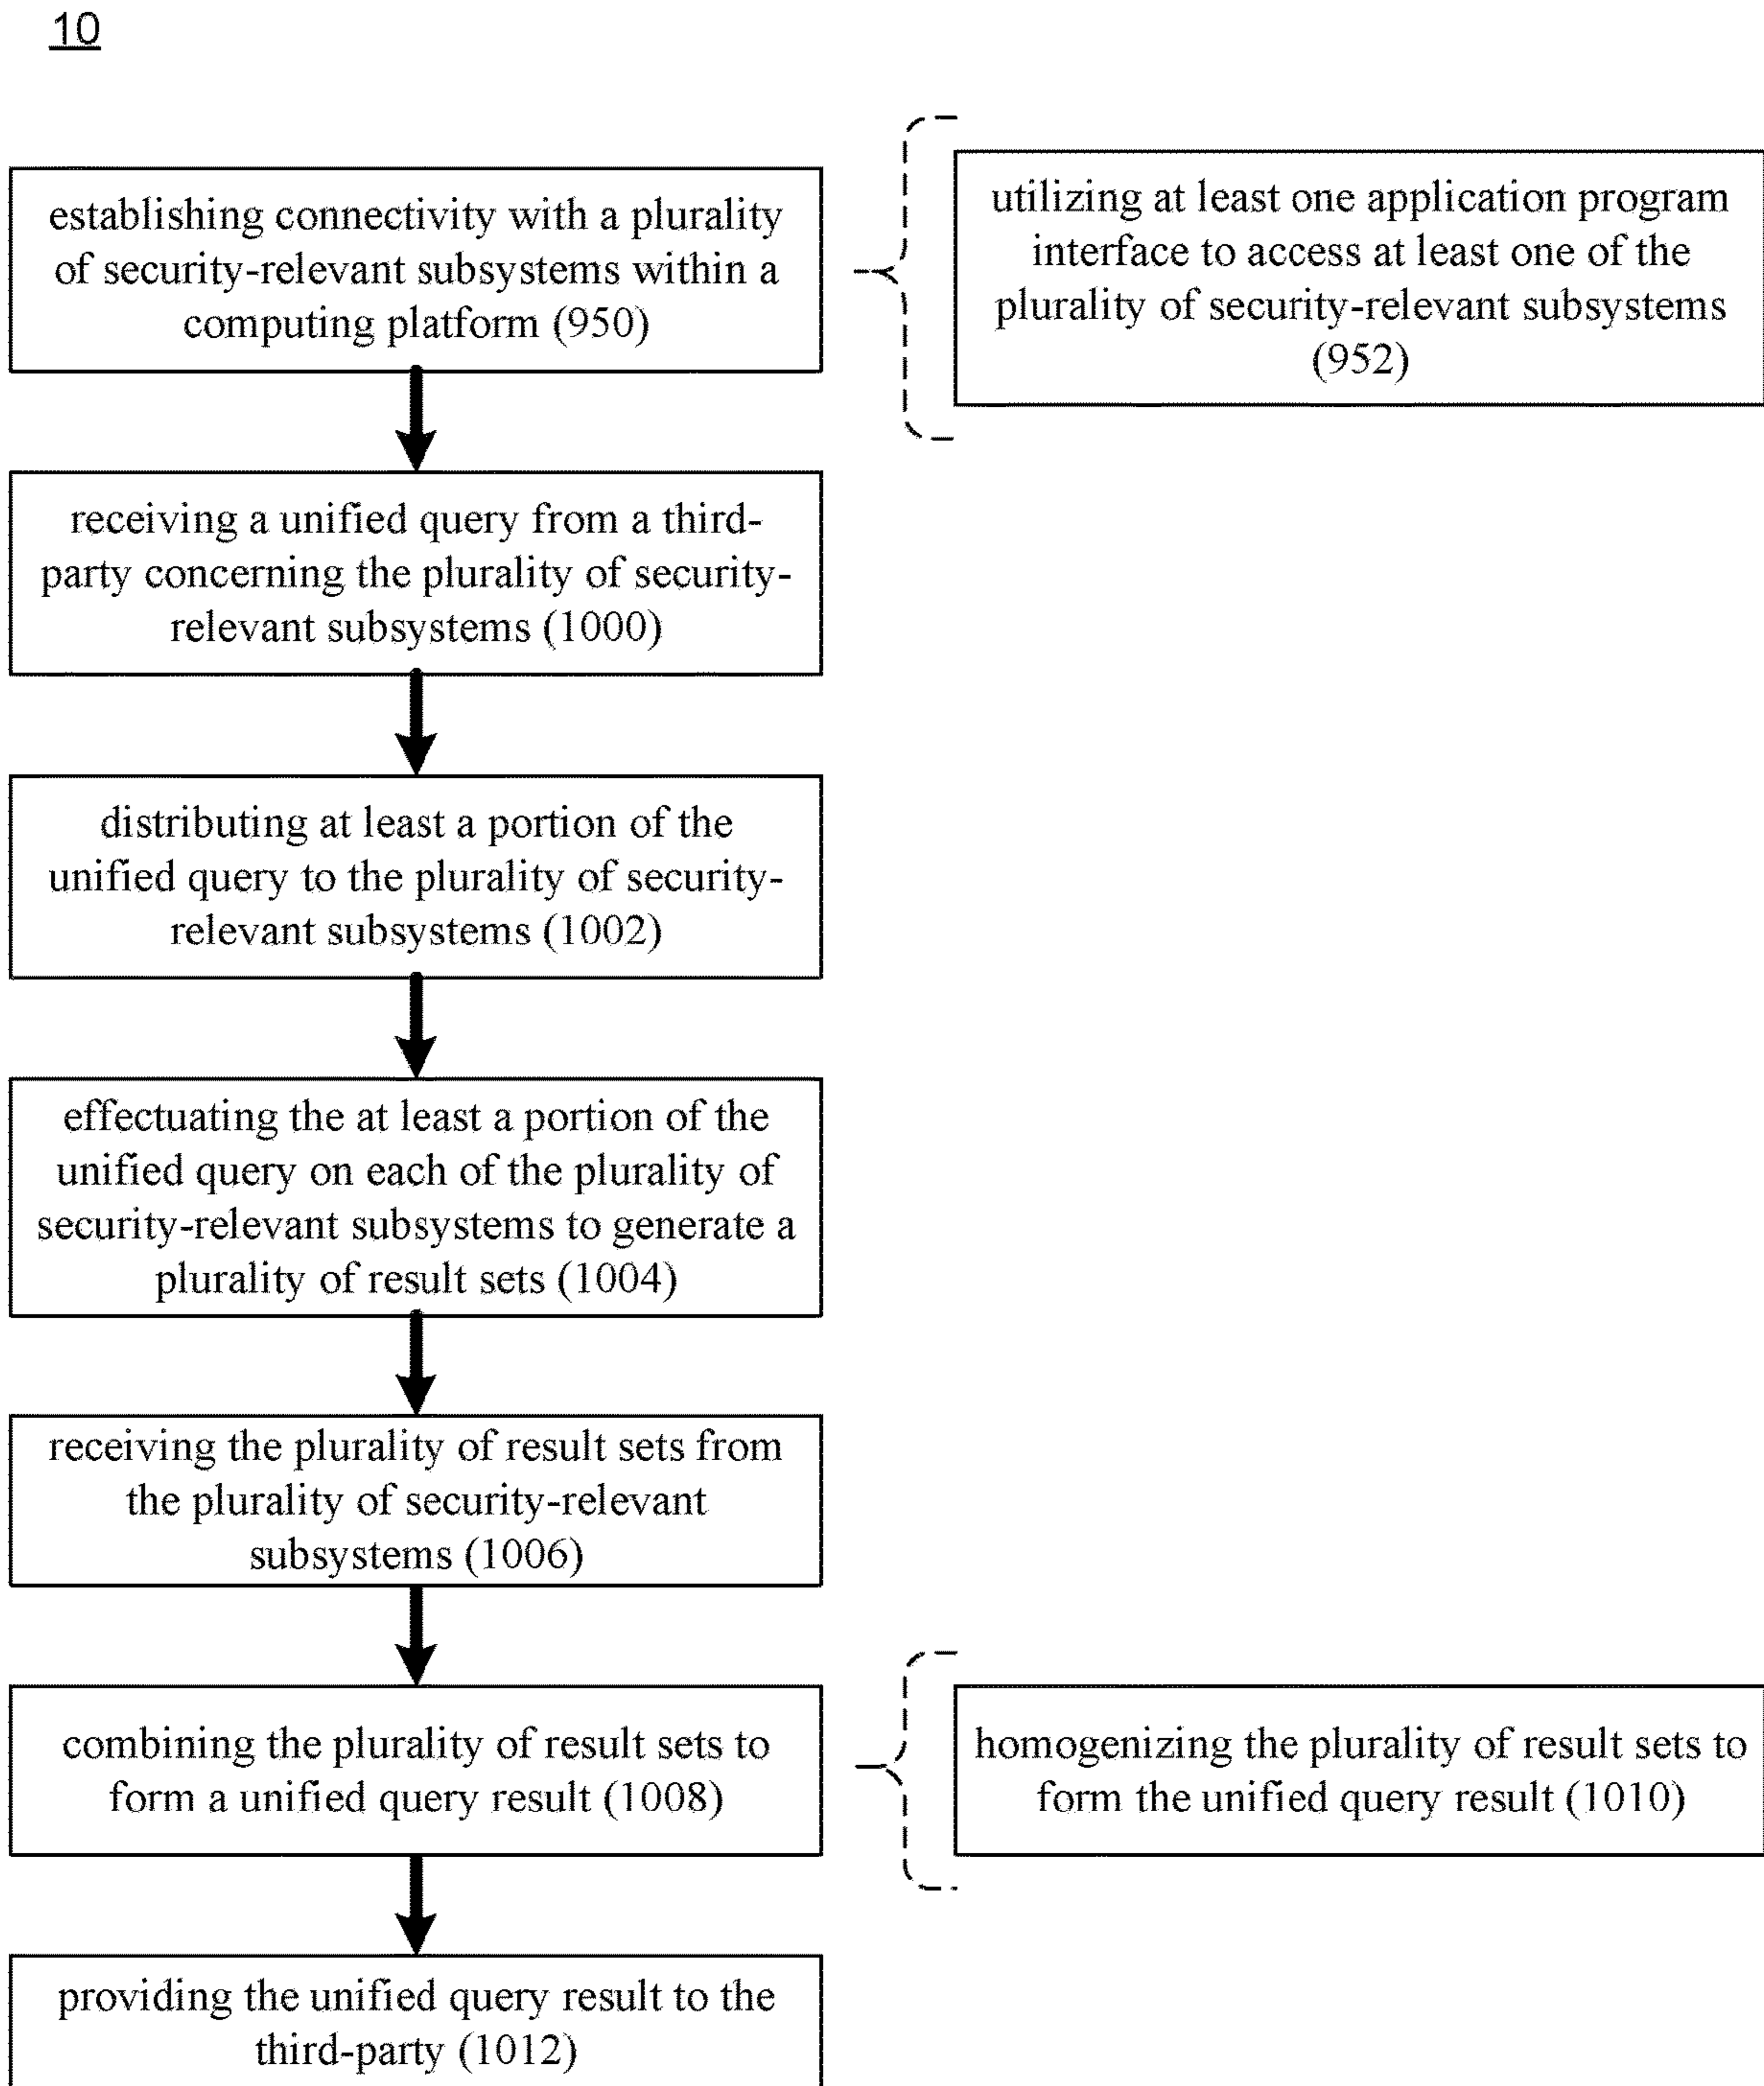 10
establishing connectivity with a plurality
of security-relevant subsystems within a
computing platform (950)
utilizing at least one application program
interface to access at least one of the
plurality of security-relevant subsystems
(952)
receiving a unified query from a third-
party concerning the plurality of security-
relevant subsystems (1000)
distributing at least a portion of the
unified query to the plurality of security-
relevant subsystems (1002)
effectuating the at least a portion of the
unified query on each of the plurality of
security-relevant subsystems to generate a
plurality of result sets (1004)
receiving the plurality of result sets from
the plurality of security-relevant
subsystems (1006)
combining the plurality of result sets to
form a unified query result (1008)
homogenizing the plurality of result sets to
form the unified query result (1010)
providing the unified query result to the
third-party (1012)